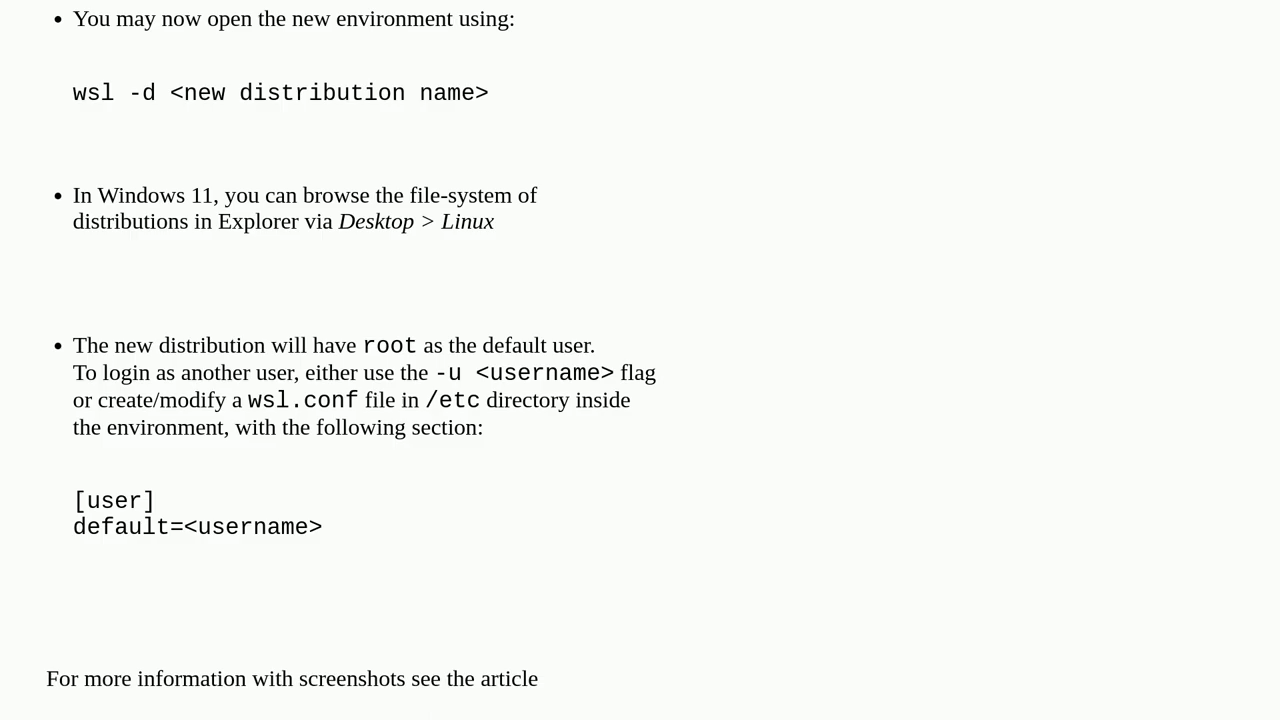 • You may now open the new environment using:
wsl -d <new distribution name>
• In Windows 11, you can browse the file-system of
distributions in Explorer via Desktop > Linux
• The new distribution will have root as the default user.
To login as another user, either use the -u <username> flag
or create/modify a wsl.conf file in /etc directory inside
the environment, with the following section:
[user]
default=<username>
For more information with screenshots see the article